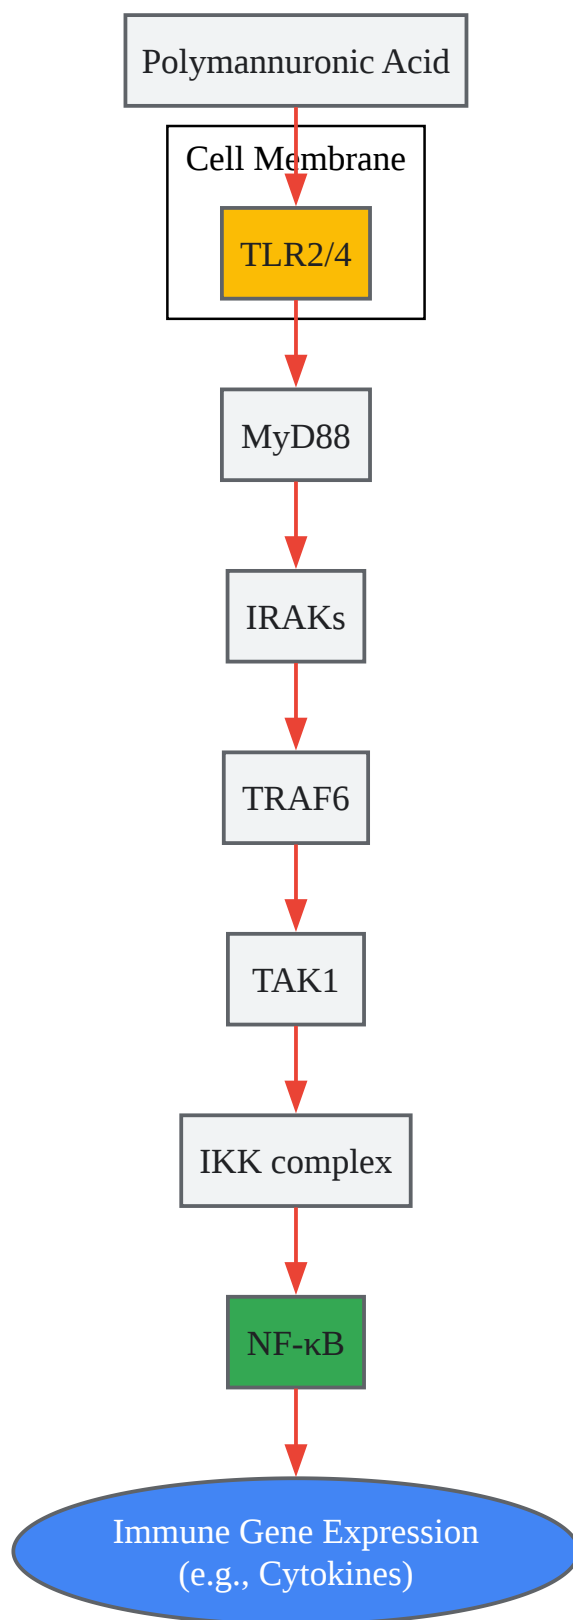 Polymannuronic Acid
Cell Membrane
TLR2/4
MyD88
IRAKs
TRAF6
TAK1
IKK complex
NF-κB
Immune Gene Expression
(e.g., Cytokines)